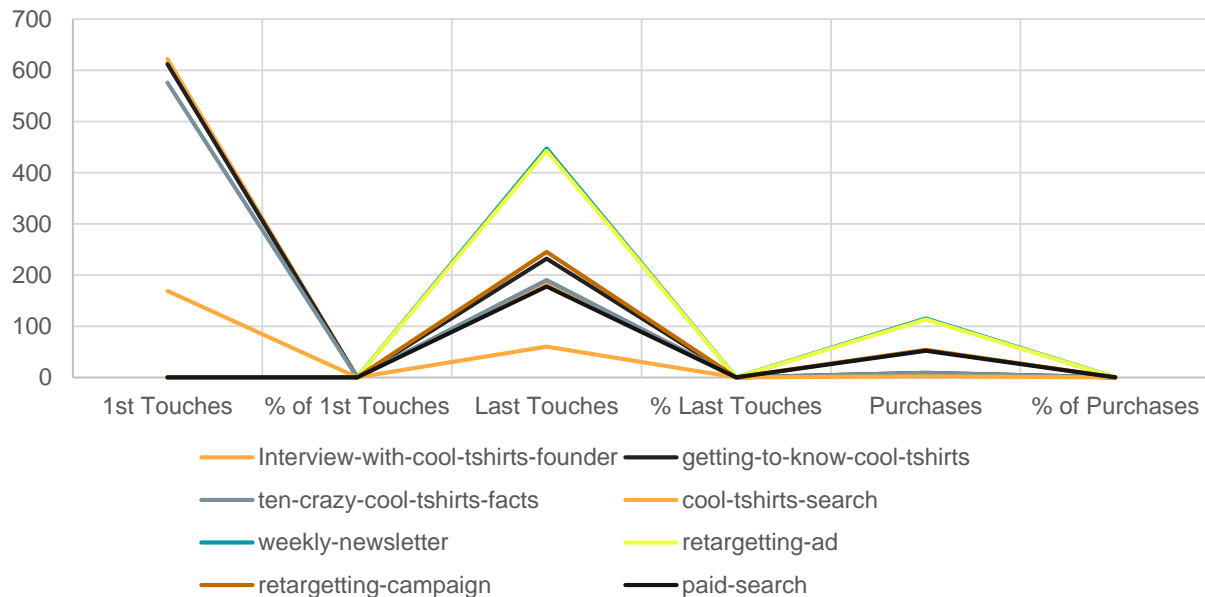 700
600
500
400
300
200
100
0
1st Touches % of 1st Touches Last Touches % Last Touches Purchases % of Purchases
Interview-with-cool-tshirts-founder getting-to-know-cool-tshirts
ten-crazy-cool-tshirts-facts cool-tshirts-search
weekly-newsletter retargetting-ad
retargetting-campaign paid-search